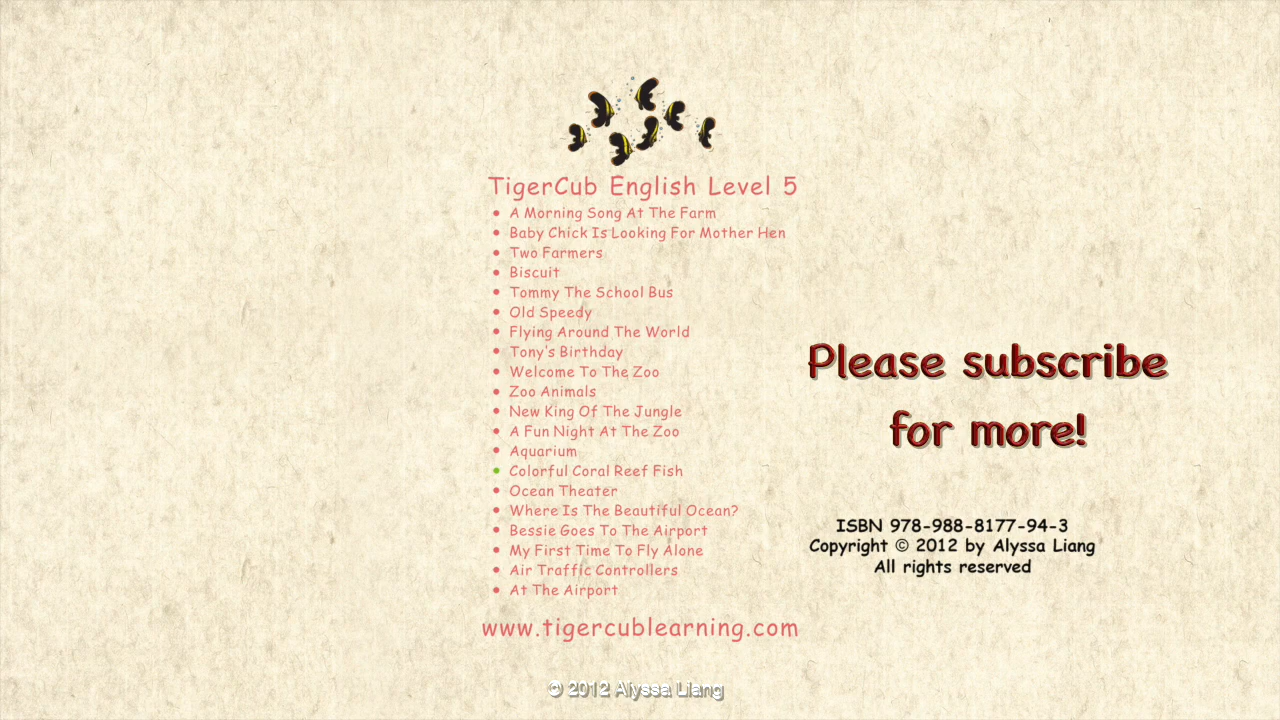 TigerCub English Level 5
• A Morning Song At The Farm
• Baby Chick Is Looking For Mother Hen
• Two Farmers
• Biscuit
• Tommy The School Bus
• Old Speedy
• Flying Around The World
• Tony's Birthday
• Welcome To The Zoo
• Zoo Animals
• New King Of The Jungle
• A Fun Night At The Zoo
• Aquarium
• Colorful Coral Reef Fish
• Ocean Theater
• Where Is The Beautiful Ocean?
• Bessie Goes To The Airport
• My First Time To Fly Alone
• Air Traffic Controllers
• At The Airport
www.tigercublearning.com
Please subscribe
for more!
ISBN 978-988-8177-94-3
Copyright © 2012 by Alyssa Liang
All rights reserved
© 2012 Alyssa Liang